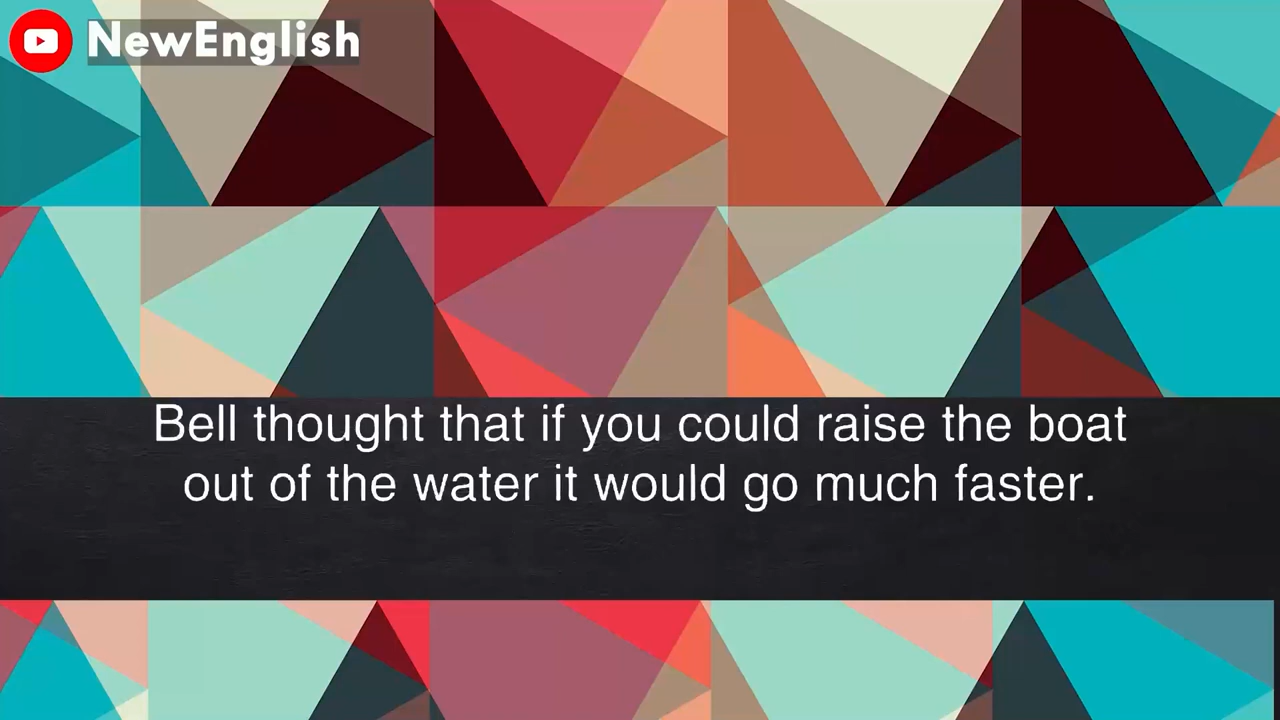 NewEnglish
Bell thought that if you could raise the boat
out of the water it would go much faster.